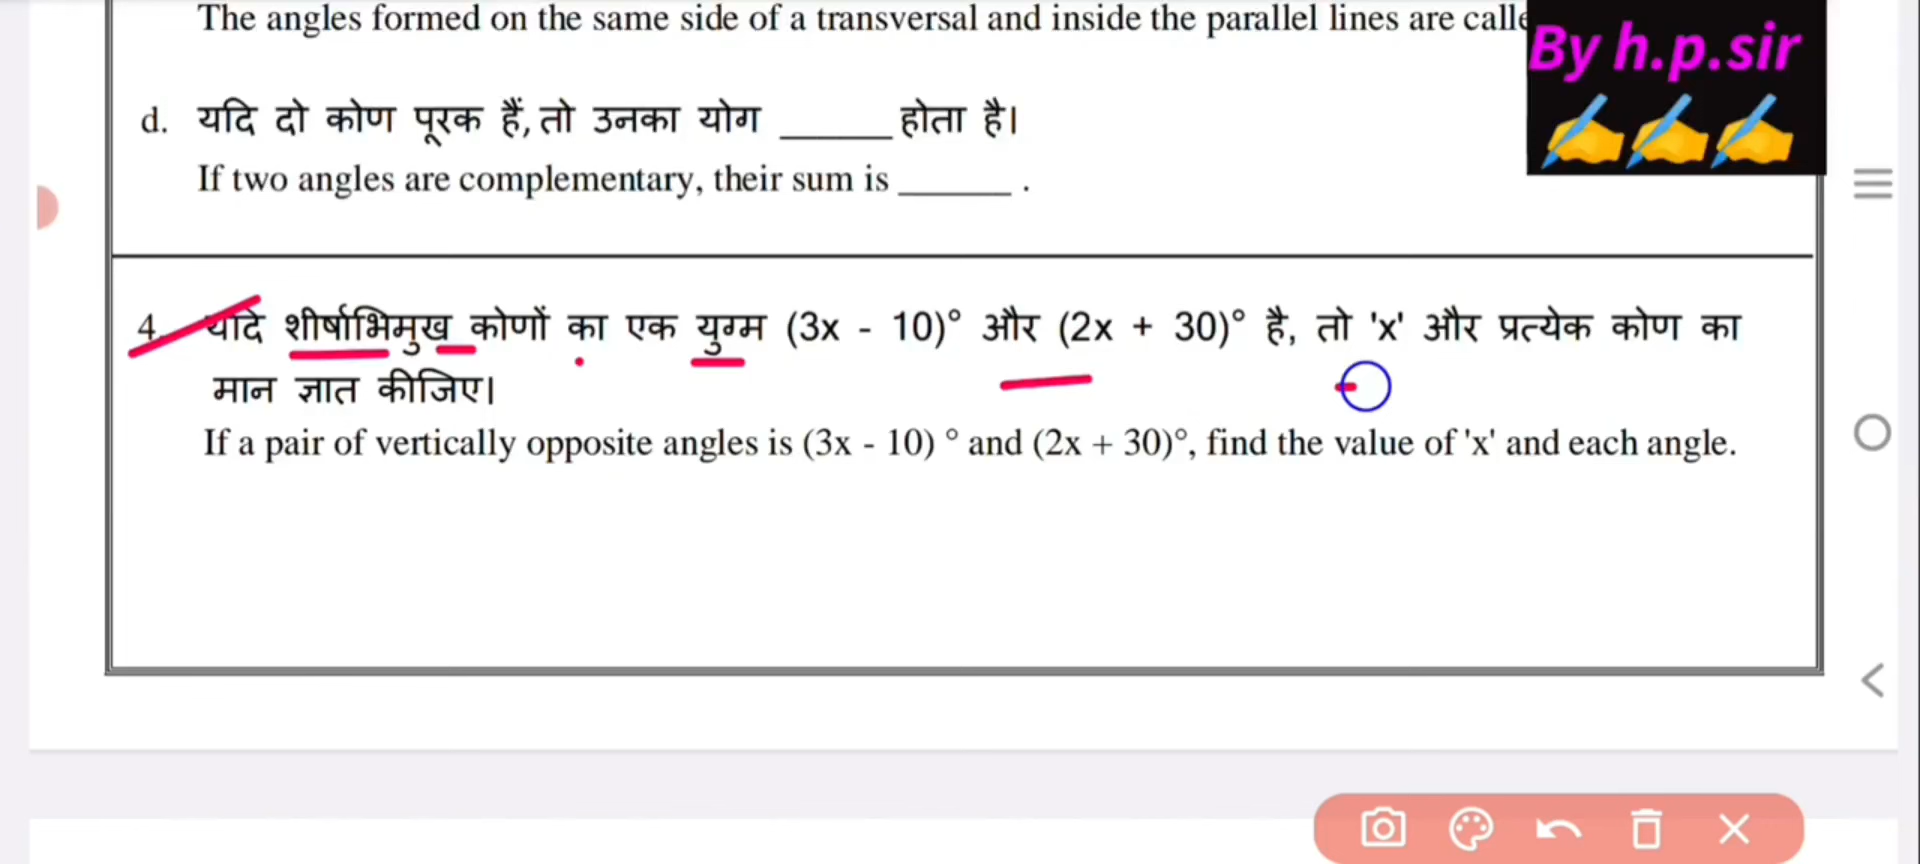 The angles formed on the same side of a transversal and inside the parallel lines are calle
By h.p.sir
d. यदि दो कोण पूरक हैं, तो उनका योग ______ होता है।
If two angles are complementary, their sum is ______ .
4. यदि शीर्षाभिमुख कोणों का एक युग्म (3x - 10)° और (2x + 30)° है, तो 'x' और प्रत्येक कोण का
मान ज्ञात कीजिए।
If a pair of vertically opposite angles is (3x - 10) ° and (2x + 30)°, find the value of 'x' and each angle.